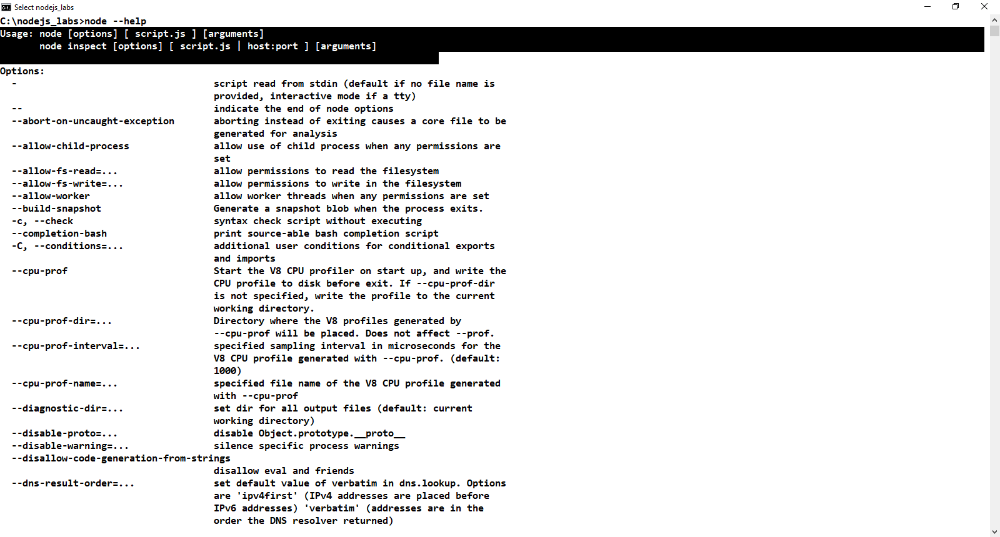 Select nodejs_labs
C:\nodejs_labs>node --help
Usage: node [options] [ script.js ] [arguments]
       node inspect [options] [ script.js | host:port ] [arguments]
Options:
  -                                 script read from stdin (default if no file name is
                                    provided, interactive mode if a tty)
  --                                indicate the end of node options
  --abort-on-uncaught-exception     aborting instead of exiting causes a core file to be
                                    generated for analysis
  --allow-child-process             allow use of child process when any permissions are
                                    set
  --allow-fs-read=...               allow permissions to read the filesystem
  --allow-fs-write=...              allow permissions to write in the filesystem
  --allow-worker                    allow worker threads when any permissions are set
  --build-snapshot                  Generate a snapshot blob when the process exits.
  -c, --check                       syntax check script without executing
  --completion-bash                 print source-able bash completion script
  -C, --conditions=...              additional user conditions for conditional exports
                                    and imports
  --cpu-prof                        Start the V8 CPU profiler on start up, and write the
                                    CPU profile to disk before exit. If --cpu-prof-dir
                                    is not specified, write the profile to the current
                                    working directory.
  --cpu-prof-dir=...                Directory where the V8 profiles generated by
                                    --cpu-prof will be placed. Does not affect --prof.
  --cpu-prof-interval=...           specified sampling interval in microseconds for the
                                    V8 CPU profile generated with --cpu-prof. (default:
                                    1000)
  --cpu-prof-name=...               specified file name of the V8 CPU profile generated
                                    with --cpu-prof
  --diagnostic-dir=...              set dir for all output files (default: current
                                    working directory)
  --disable-proto=...               disable Object.prototype.__proto__
  --disable-warning=...             silence specific process warnings
  --disallow-code-generation-from-strings
                                    disallow eval and friends
  --dns-result-order=...            set default value of verbatim in dns.lookup. Options
                                    are 'ipv4first' (IPv4 addresses are placed before
                                    IPv6 addresses) 'verbatim' (addresses are in the
                                    order the DNS resolver returned)